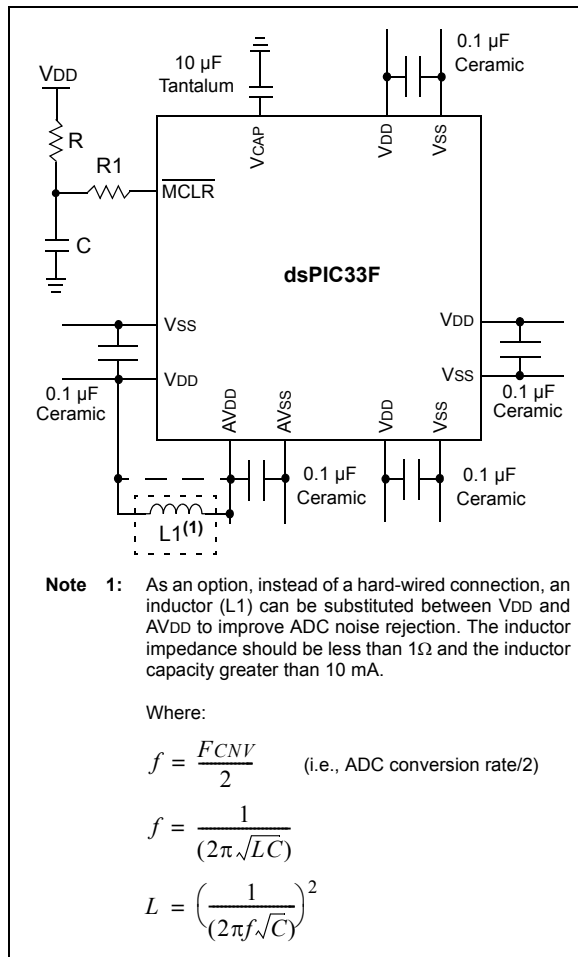 VDD
R
R1
C
10 µF
Tantalum
0.1 µF
Ceramic
VCAP
VDD
VSS
MCLR
dsPIC33F
VSS
VDD
0.1 µF
Ceramic
VDD
VSS
0.1 µF
Ceramic
AVDD
AVSS
VDD
VSS
0.1 µF
Ceramic
0.1 µF
Ceramic
L1(1)
Note 1: As an option, instead of a hard-wired connection, an
inductor (L1) can be substituted between VDD and
AVDD to improve ADC noise rejection. The inductor
impedance should be less than 1Ω and the inductor
capacity greater than 10 mA.
Where:
f = FCNV / 2 (i.e., ADC conversion rate/2)
f = 1 / (2π√LC)
L = (1 / (2πf√C))²